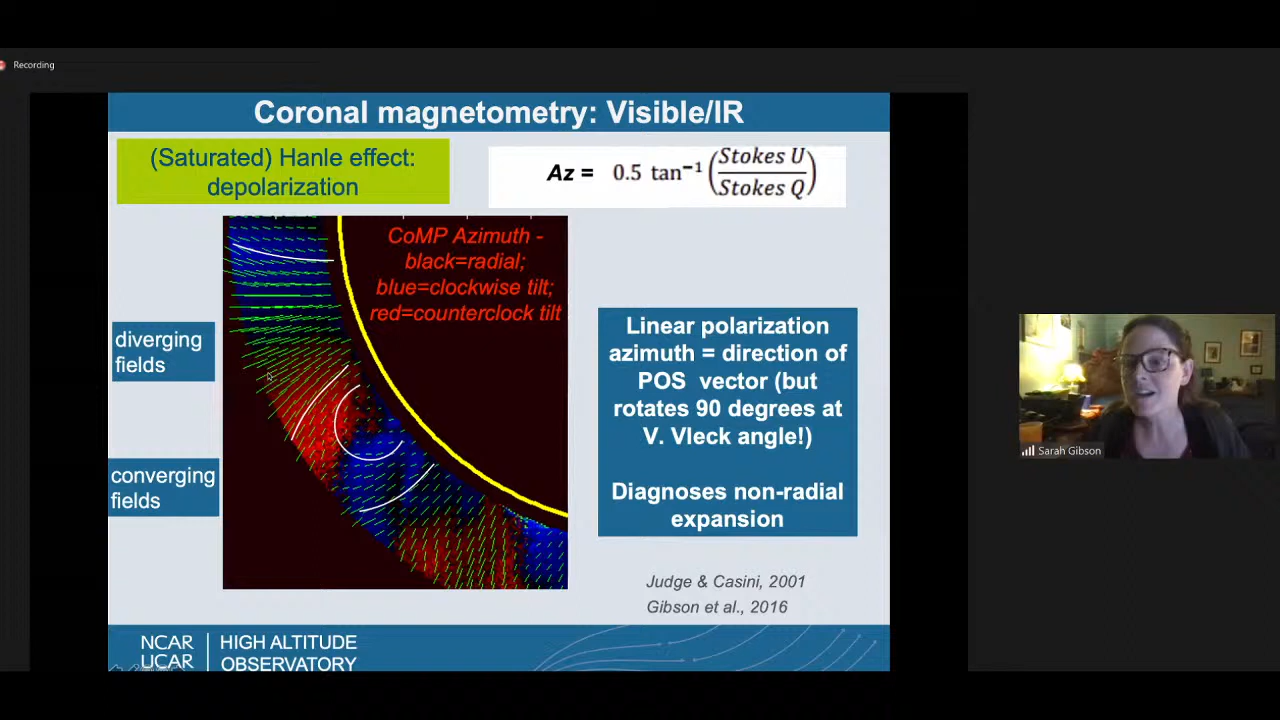 Recording
Coronal magnetometry: Visible/IR
(Saturated) Hanle effect:
depolarization
Az = 0.5 tan⁻¹ (Stokes U / Stokes Q)
CoMP Azimuth -
black=radial;
blue=clockwise tilt;
red=counterclock tilt
diverging
fields
converging
fields
Linear polarization
azimuth = direction of
POS vector (but
rotates 90 degrees at
V. Vleck angle!)
Diagnoses non-radial
expansion
Judge & Casini, 2001
Gibson et al., 2016
NCAR
UCAR
HIGH ALTITUDE
OBSERVATORY
Sarah Gibson